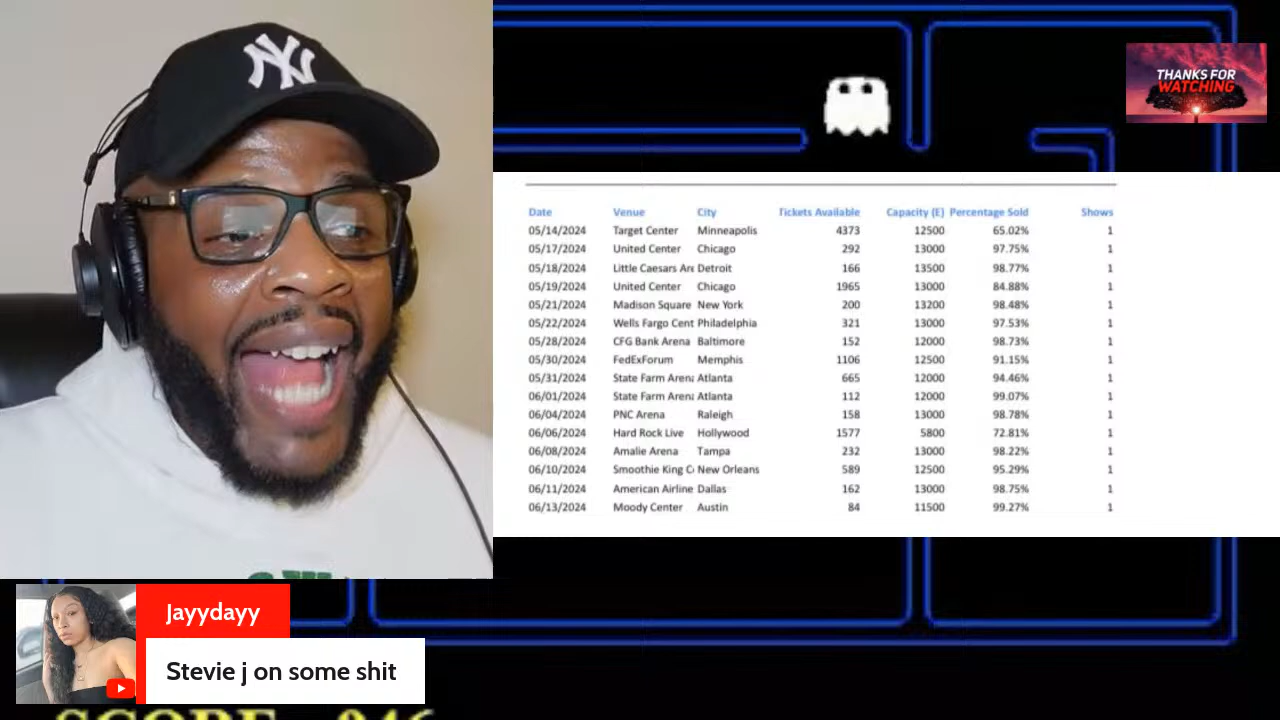 NY
THANKS FOR
WATCHING
Date Venue City Tickets Available Capacity (E) Percentage Sold Shows
05/14/2024 Target Center Minneapolis 4373 12500 65.02% 1
05/17/2024 United Center Chicago 292 13000 97.75% 1
05/18/2024 Little Caesars Are Detroit 166 13500 98.77% 1
05/19/2024 United Center Chicago 1965 13000 84.88% 1
05/21/2024 Madison Square New York 200 13200 98.48% 1
05/22/2024 Wells Fargo Cent Philadelphia 321 13000 97.53% 1
05/28/2024 CFG Bank Arena Baltimore 152 12000 98.73% 1
05/30/2024 FedExForum Memphis 1106 12500 91.15% 1
05/31/2024 State Farm Arena Atlanta 665 12000 94.46% 1
06/01/2024 State Farm Arena Atlanta 112 12000 99.07% 1
06/04/2024 PNC Arena Raleigh 158 13000 98.78% 1
06/06/2024 Hard Rock Live Hollywood 1577 5800 72.81% 1
06/08/2024 Amalie Arena Tampa 232 13000 98.22% 1
06/10/2024 Smoothie King C New Orleans 589 12500 95.29% 1
06/11/2024 American Airline Dallas 162 13000 98.75% 1
06/13/2024 Moody Center Austin 84 11500 99.27% 1
Jayydayy
Stevie j on some shit